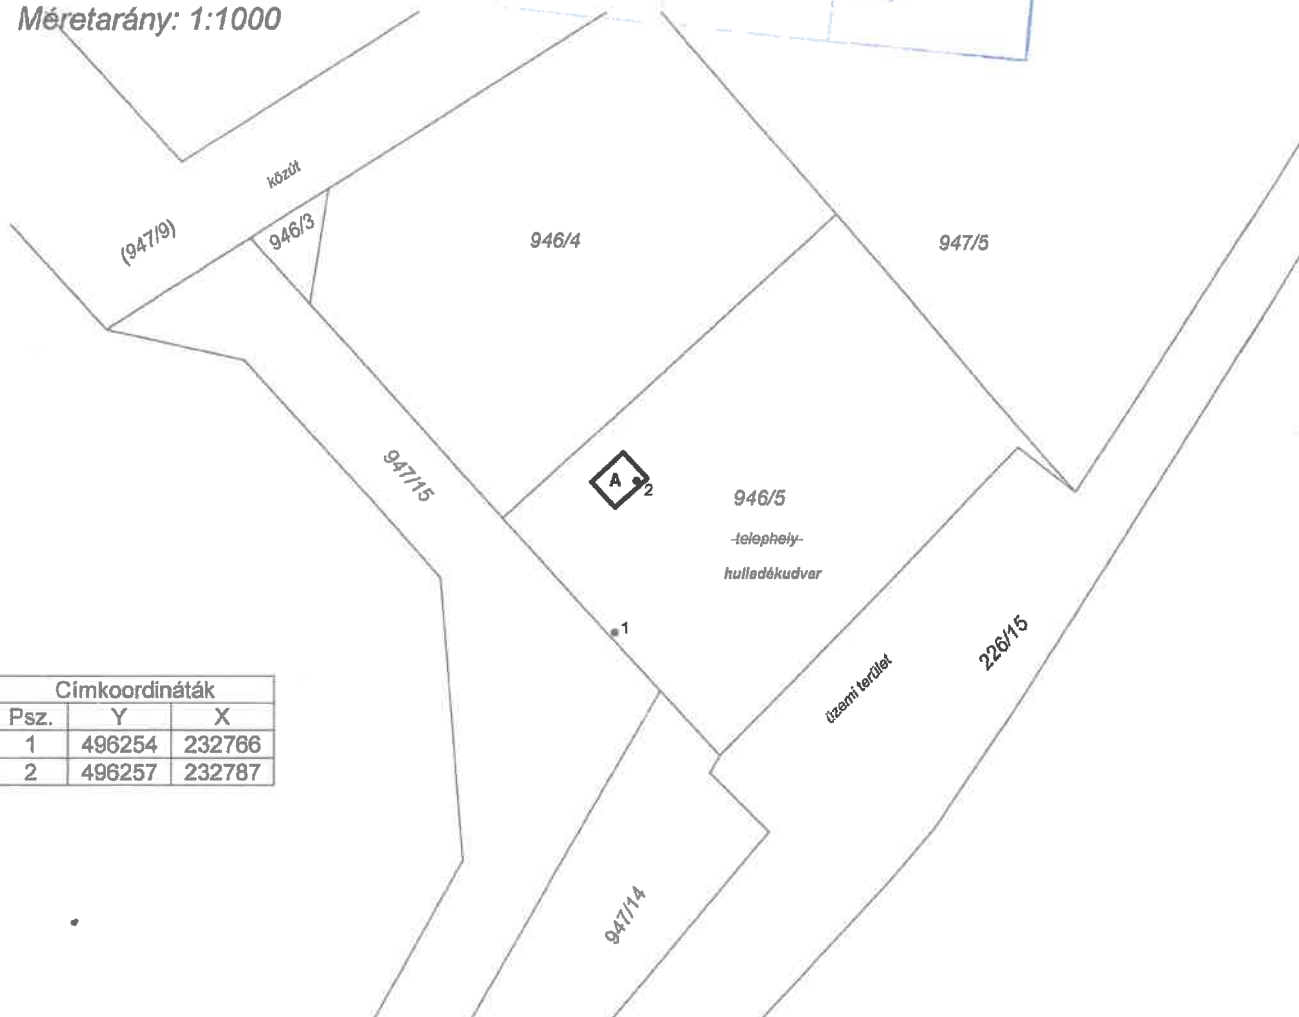 Méretarány: 1:1000
közút
(947/9)
946/3
946/4
947/5
947/15
A
2
946/5
telephely
hulladékudvar
1
226/15
üzemi terület
Címkoordináták
Psz. Y X
1 496254 232766
2 496257 232787
947/14